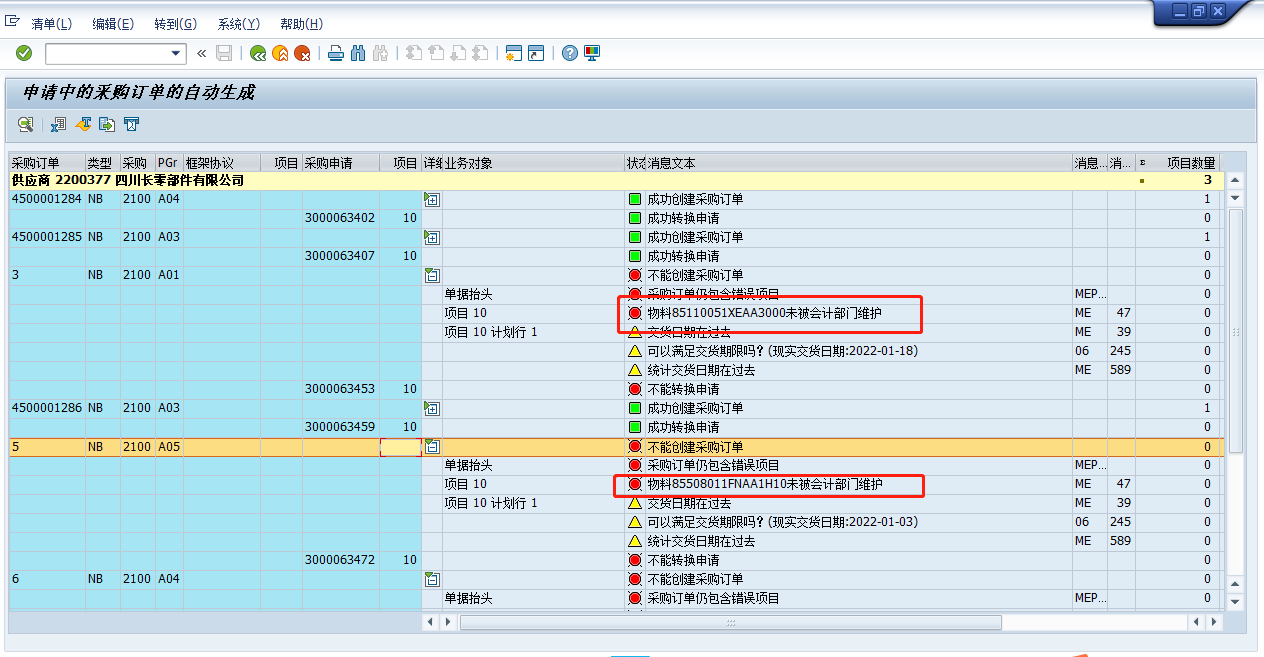 清单(L) 编辑(E) 转到(G) 系统(Y) 帮助(H)
申请中的采购订单的自动生成
采购订单 类型 采购 PGr 框架协议 项目 采购申请 项目 详细 业务对象 状态 消息文本 消息... 消... Σ 项目数量
供应商 2200377 四川长零部件有限公司 3
4500001284 NB 2100 A04 成功创建采购订单 1
3000063402 10 成功转换申请 0
4500001285 NB 2100 A03 成功创建采购订单 1
3000063407 10 成功转换申请 0
3 NB 2100 A01 不能创建采购订单 0
单据抬头 采购订单仍包含错误项目 MEP... 0
项目 10 物料85110051XEAA3000未被会计部门维护 ME 47 0
项目 10 计划行 1 交货日期在过去 ME 39 0
可以满足交货期限吗? (现实交货日期:2022-01-18) 06 245 0
统计交货日期在过去 ME 589 0
3000063453 10 不能转换申请 0
4500001286 NB 2100 A03 成功创建采购订单 1
3000063459 10 成功转换申请 0
5 NB 2100 A05 不能创建采购订单 0
单据抬头 采购订单仍包含错误项目 MEP... 0
项目 10 物料85508011FNAA1H10未被会计部门维护 ME 47 0
项目 10 计划行 1 交货日期在过去 ME 39 0
可以满足交货期限吗? (现实交货日期:2022-01-03) 06 245 0
统计交货日期在过去 ME 589 0
3000063472 10 不能转换申请 0
6 NB 2100 A04 不能创建采购订单 0
单据抬头 采购订单仍包含错误项目 MEP... 0